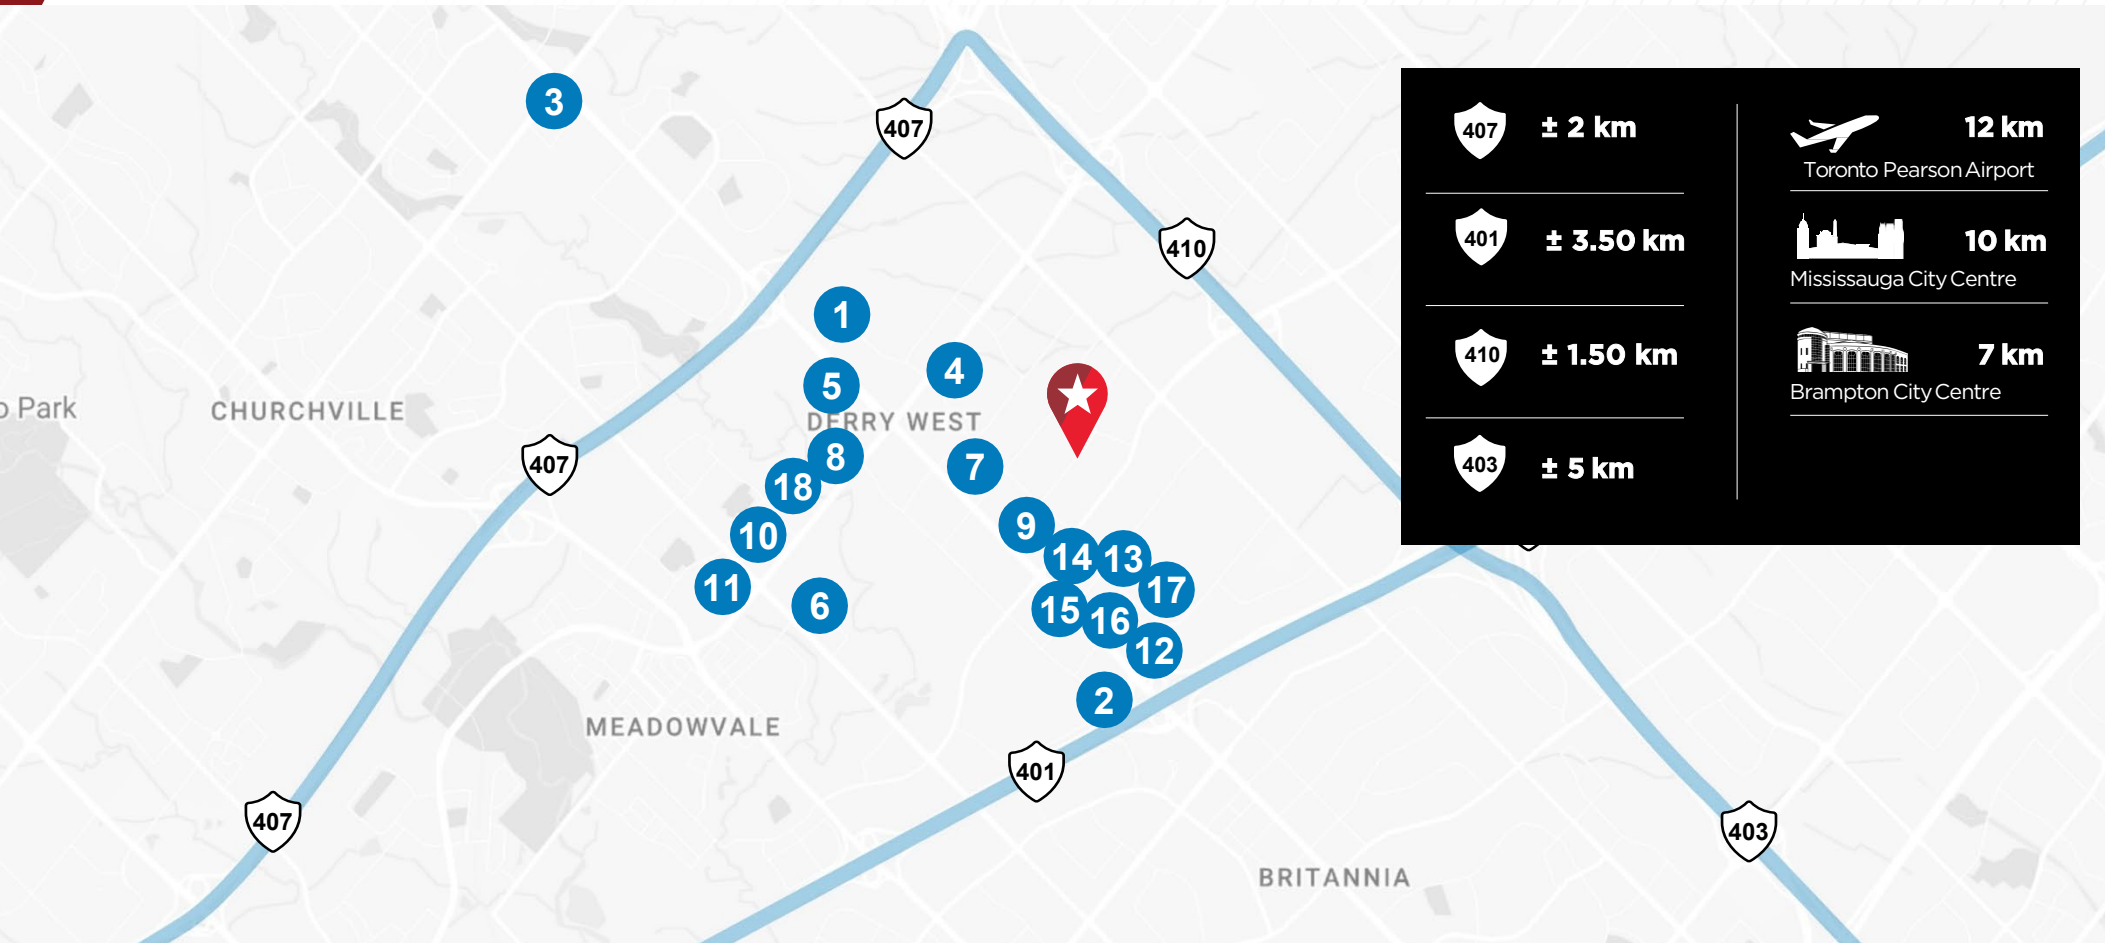 3
407
410
1
4
5
DERRY WEST
o Park
CHURCHVILLE
407
8
7
18
9
10
14
13
11
17
6
15
16
12
2
MEADOWVALE
401
407
403
BRITANNIA
407 ± 2 km
401 ± 3.50 km
410 ± 1.50 km
403 ± 5 km
12 km
Toronto Pearson Airport
10 km
Mississauga City Centre
7 km
Brampton City Centre